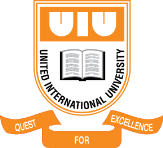 UIU
UNITED INTERNATIONAL UNIVERSITY
QUEST
FOR
EXCELLENCE